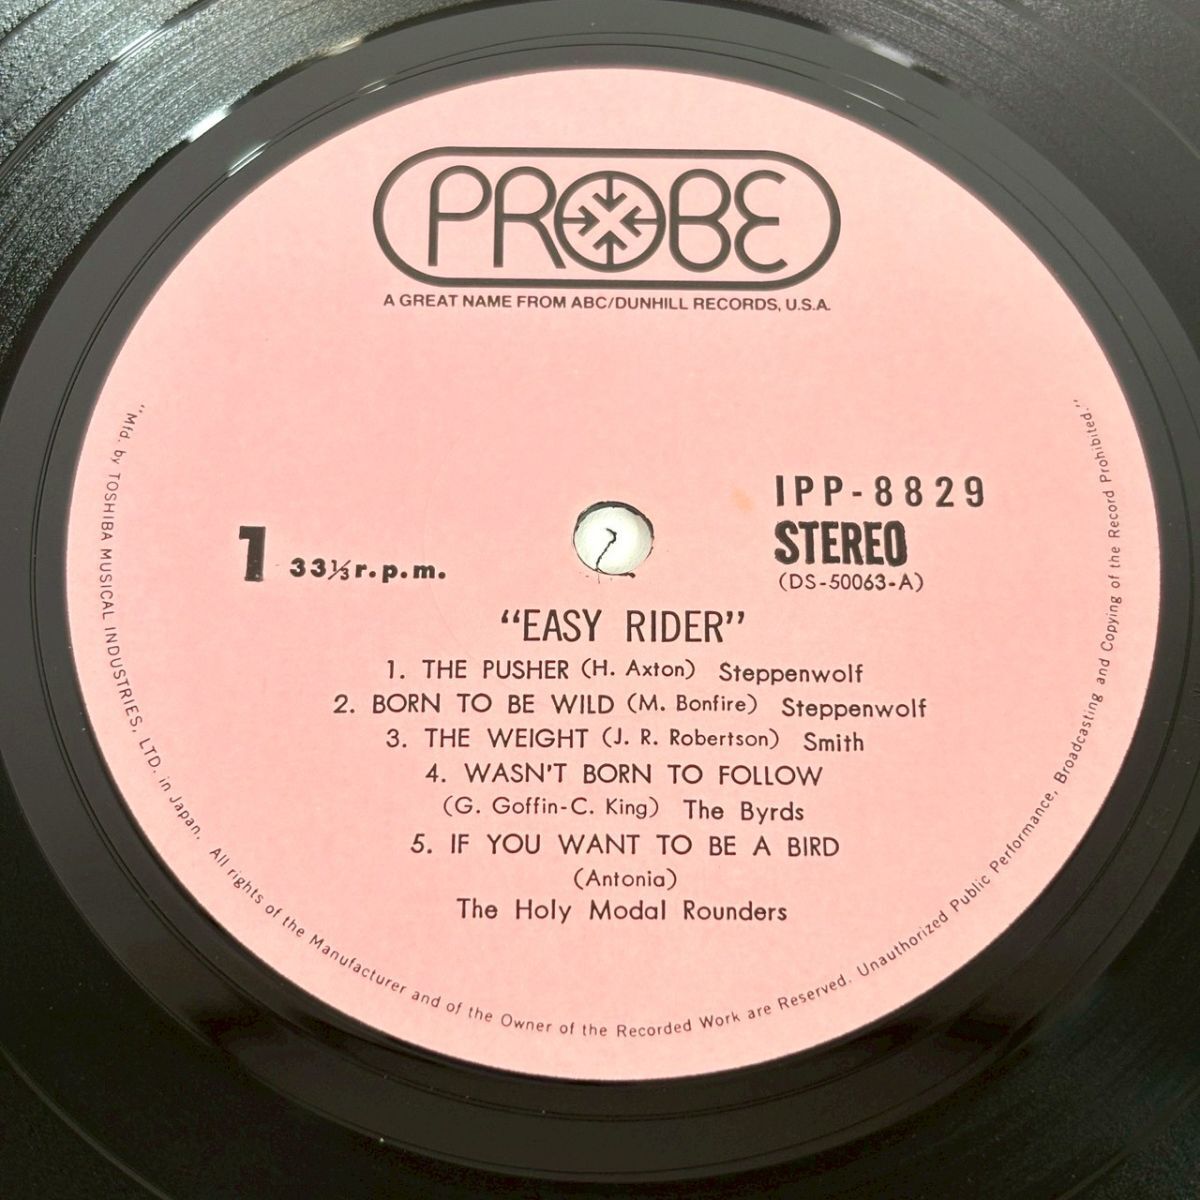 PROBE
A GREAT NAME FROM ABC/DUNHILL RECORDS, U.S.A.
IPP-8829
STEREO
(DS-50063-A)
1 33⅓ r.p.m.
“EASY RIDER”
1. THE PUSHER (H. Axton) Steppenwolf
2. BORN TO BE WILD (M. Bonfire) Steppenwolf
3. THE WEIGHT (J. R. Robertson) Smith
4. WASN'T BORN TO FOLLOW
(G. Goffin-C. King) The Byrds
5. IF YOU WANT TO BE A BIRD
(Antonia)
The Holy Modal Rounders
"Mfd. by TOSHIBA MUSICAL INDUSTRIES, LTD. in Japan. All rights of the Manufacturer and of the Owner of the Recorded Work are Reserved. Unauthorized Public Performance, Broadcasting and Copying of the Record Prohibited."